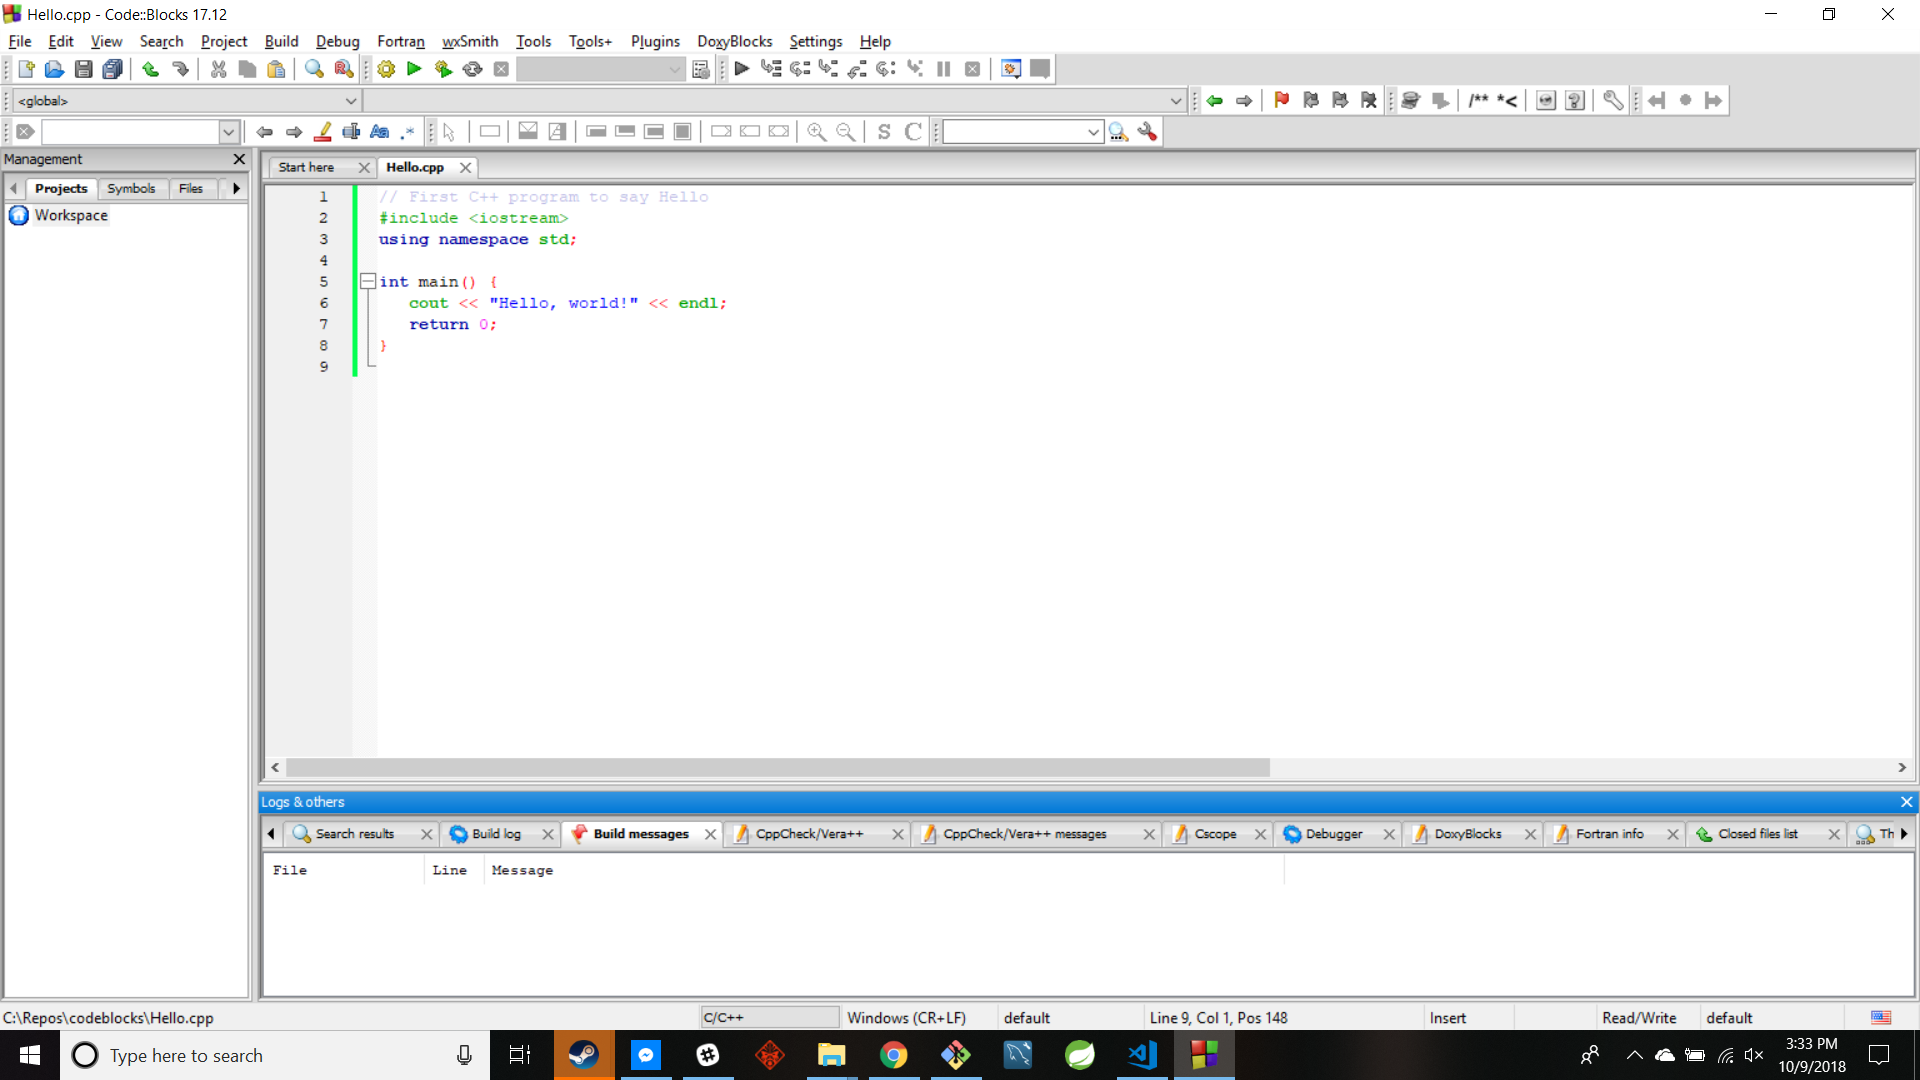 Hello.cpp - Code::Blocks 17.12
File Edit View Search Project Build Debug Fortran wxSmith Tools Tools+ Plugins DoxyBlocks Settings Help
<global>
/** *<
Aa .*
S C
Management
Projects Symbols Files
Workspace
Start here Hello.cpp
1 // First C++ program to say Hello
2 #include <iostream>
3 using namespace std;
4
5 int main() {
6 cout << "Hello, world!" << endl;
7 return 0;
8 }
9
Logs & others
Search results Build log Build messages CppCheck/Vera++ CppCheck/Vera++ messages Cscope Debugger DoxyBlocks Fortran info Closed files list Th
File Line Message
C:\Repos\codeblocks\Hello.cpp C/C++ Windows (CR+LF) default Line 9, Col 1, Pos 148 Insert Read/Write default
Type here to search
3:33 PM
10/9/2018